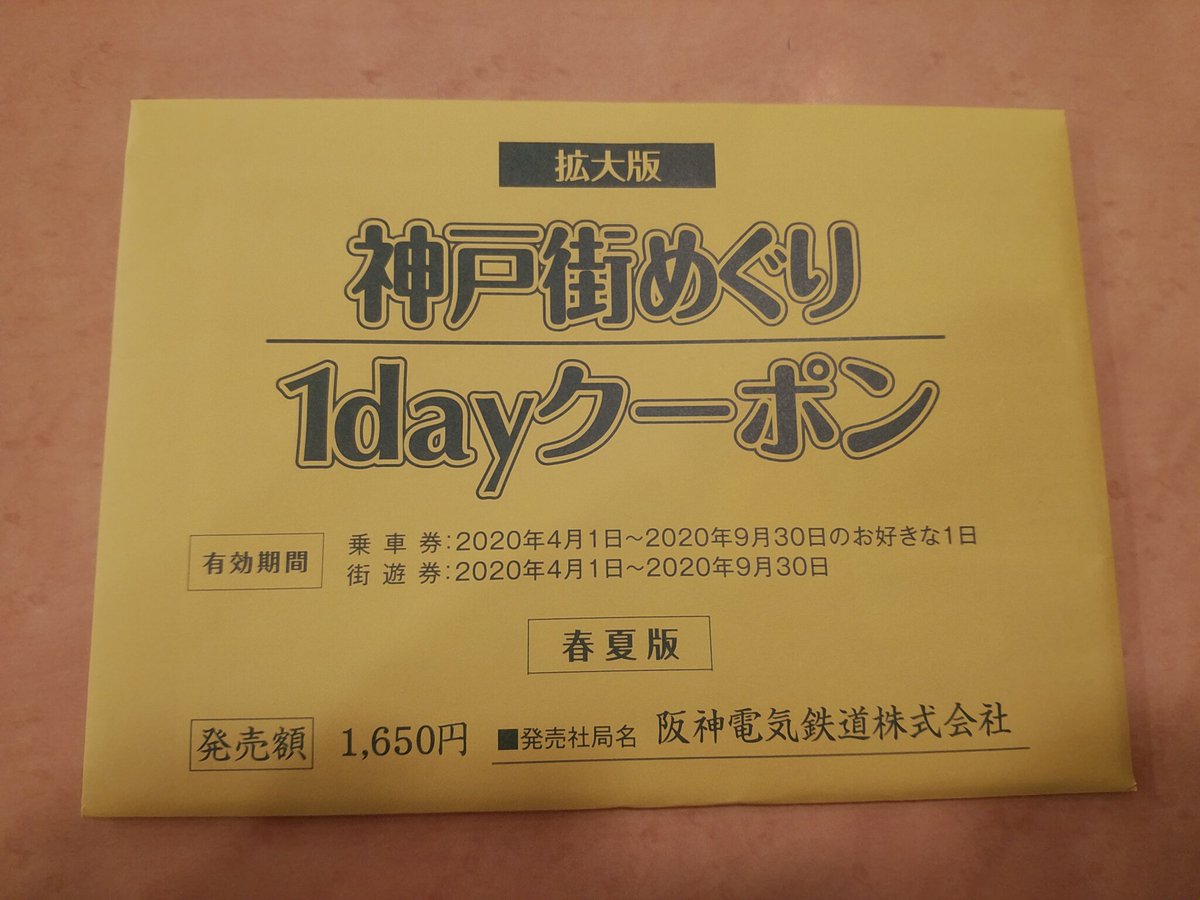 拡大版
神戸街めぐり
1dayクーポン
有効期間
乗車券:2020年4月1日~2020年9月30日のお好きな1日
街遊券:2020年4月1日~2020年9月30日
春夏版
発売額 1,650円 ■発売社局名 阪神電気鉄道株式会社